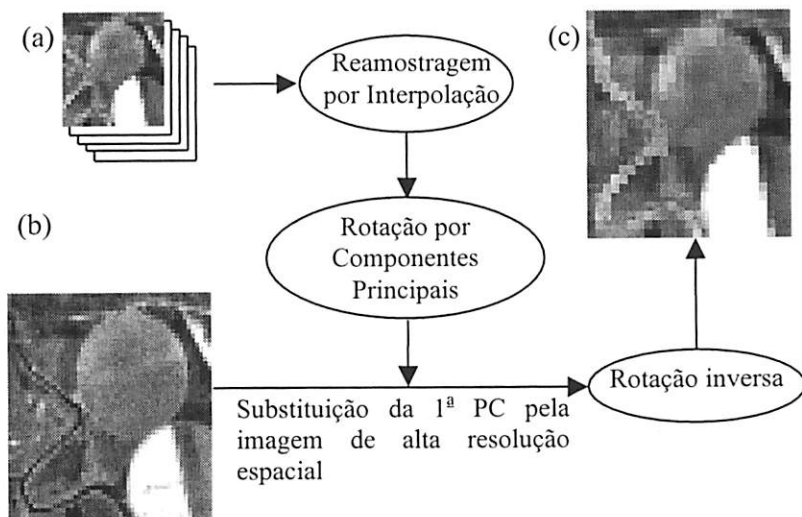 (a)
Reamostragem
por Interpolação
(c)
(b)
Rotação por
Componentes
Principais
Substituição da 1ª PC pela
imagem de alta resolução
espacial
Rotação inversa